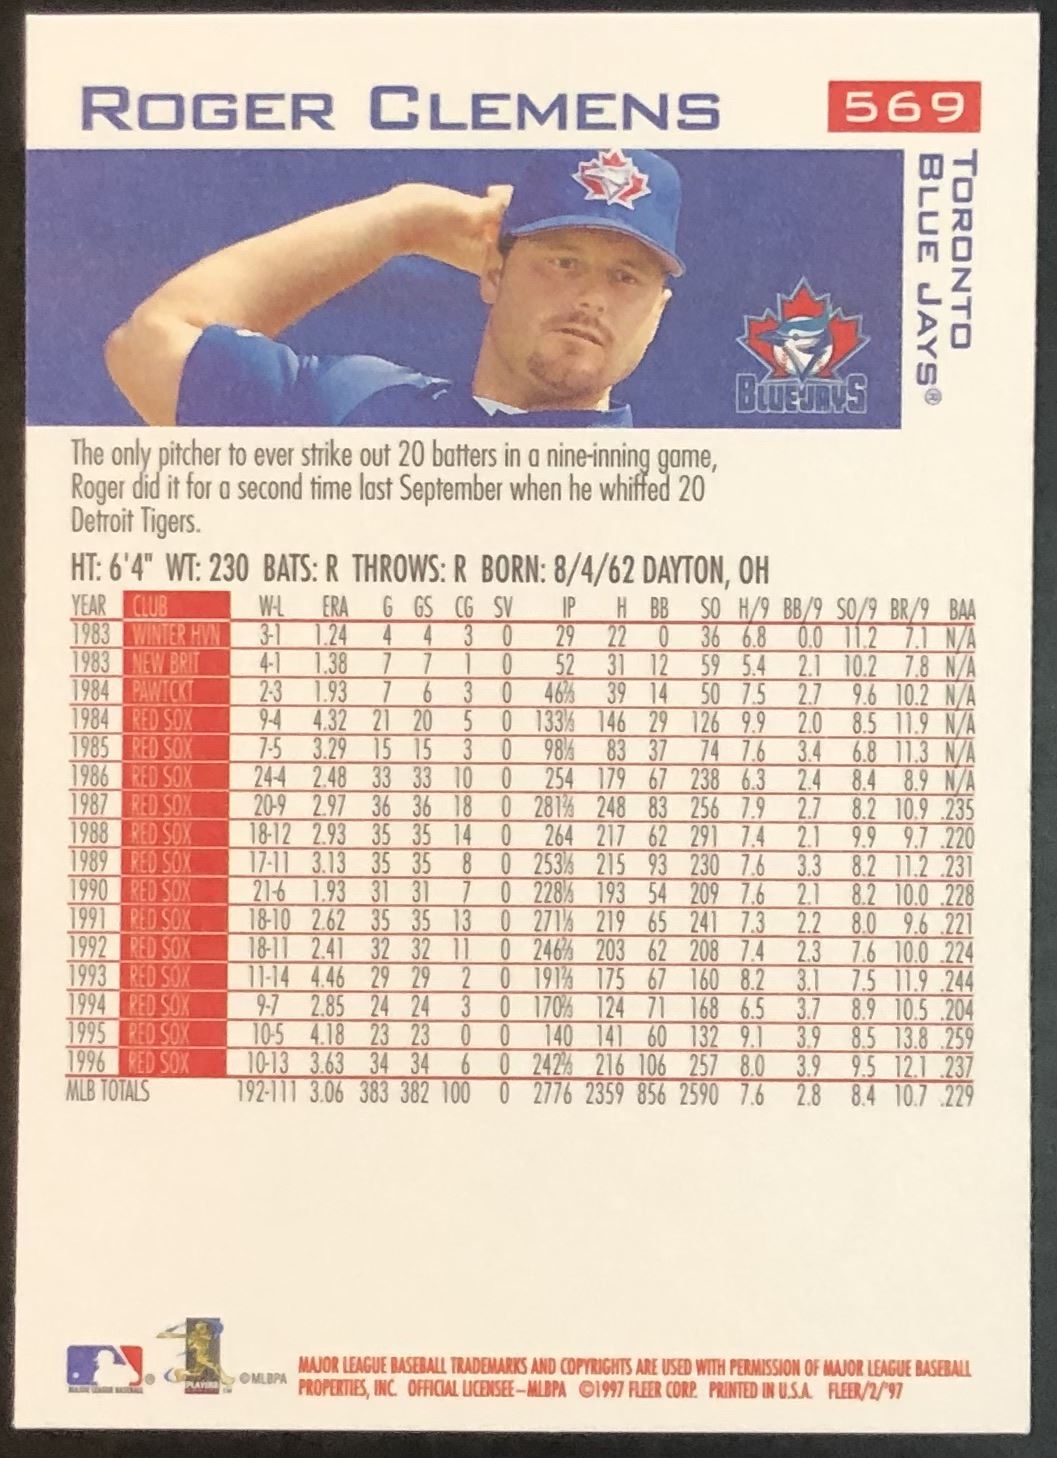 ROGER CLEMENS
569
TORONTO
BLUE JAYS®
BLUEJAYS
The only pitcher to ever strike out 20 batters in a nine-inning game,
Roger did it for a second time last September when he whiffed 20
Detroit Tigers.
HT: 6'4" WT: 230 BATS: R THROWS: R BORN: 8/4/62 DAYTON, OH
YEAR CLUB W-L ERA G GS CG SV IP H BB SO H/9 BB/9 SO/9 BR/9 BAA
1983 WINTER HVN 3-1 1.24 4 4 3 0 29 22 0 36 6.8 0.0 11.2 7.1 N/A
1983 NEW BRIT 4-1 1.38 7 7 1 0 52 31 12 59 5.4 2.1 10.2 7.8 N/A
1984 PAWTCKT 2-3 1.93 7 6 3 0 46⅔ 39 14 50 7.5 2.7 9.6 10.2 N/A
1984 RED SOX 9-4 4.32 21 20 5 0 133⅓ 146 29 126 9.9 2.0 8.5 11.9 N/A
1985 RED SOX 7-5 3.29 15 15 3 0 98⅓ 83 37 74 7.6 3.4 6.8 11.3 N/A
1986 RED SOX 24-4 2.48 33 33 10 0 254 179 67 238 6.3 2.4 8.4 8.9 N/A
1987 RED SOX 20-9 2.97 36 36 18 0 281⅔ 248 83 256 7.9 2.7 8.2 10.9 .235
1988 RED SOX 18-12 2.93 35 35 14 0 264 217 62 291 7.4 2.1 9.9 9.7 .220
1989 RED SOX 17-11 3.13 35 35 8 0 253⅓ 215 93 230 7.6 3.3 8.2 11.2 .231
1990 RED SOX 21-6 1.93 31 31 7 0 228⅓ 193 54 209 7.6 2.1 8.2 10.0 .228
1991 RED SOX 18-10 2.62 35 35 13 0 271⅓ 219 65 241 7.3 2.2 8.0 9.6 .221
1992 RED SOX 18-11 2.41 32 32 11 0 246⅔ 203 62 208 7.4 2.3 7.6 10.0 .224
1993 RED SOX 11-14 4.46 29 29 2 0 191⅔ 175 67 160 8.2 3.1 7.5 11.9 .244
1994 RED SOX 9-7 2.85 24 24 3 0 170⅔ 124 71 168 6.5 3.7 8.9 10.5 .204
1995 RED SOX 10-5 4.18 23 23 0 0 140 141 60 132 9.1 3.9 8.5 13.8 .259
1996 RED SOX 10-13 3.63 34 34 6 0 242⅔ 216 106 257 8.0 3.9 9.5 12.1 .237
MLB TOTALS 192-111 3.06 383 382 100 0 2776 2359 856 2590 7.6 2.8 8.4 10.7 .229
MAJOR LEAGUE BASEBALL ®
PLAYERS ™ ©MLBPA
MAJOR LEAGUE BASEBALL TRADEMARKS AND COPYRIGHTS ARE USED WITH PERMISSION OF MAJOR LEAGUE BASEBALL
PROPERTIES, INC. OFFICIAL LICENSEE–MLBPA ©1997 FLEER CORP. PRINTED IN U.S.A. FLEER/2/'97